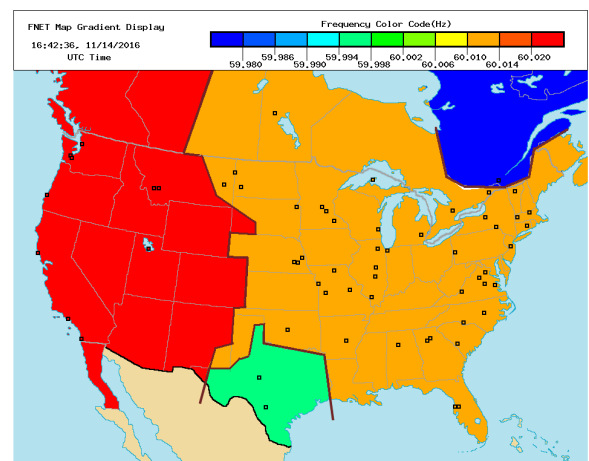 FNET Map Gradient Display
16:42:36, 11/14/2016
UTC Time
Frequency Color Code(Hz)
59.980 59.986 59.990 59.994 59.998 60.002 60.006 60.010 60.014 60.020